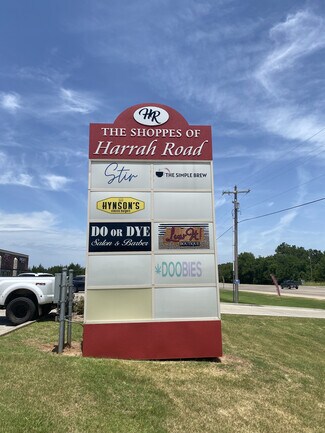 HR
THE SHOPPES OF
Harrah Road
Stir
THE SIMPLE BREW
HYNSON'S
DO OR DYE
Salon & Barber
DOOBIES